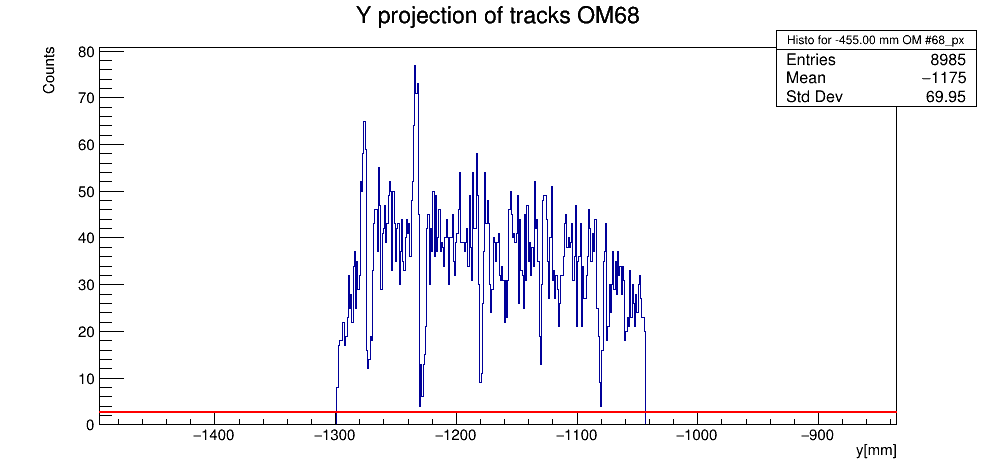 Y projection of tracks OM68
Histo for -455.00 mm OM #68_px
Entries 8985
Mean −1175
Std Dev 69.95
Counts
80
70
60
50
40
30
20
10
0
−1400 −1300 −1200 −1100 −1000 −900
y[mm]